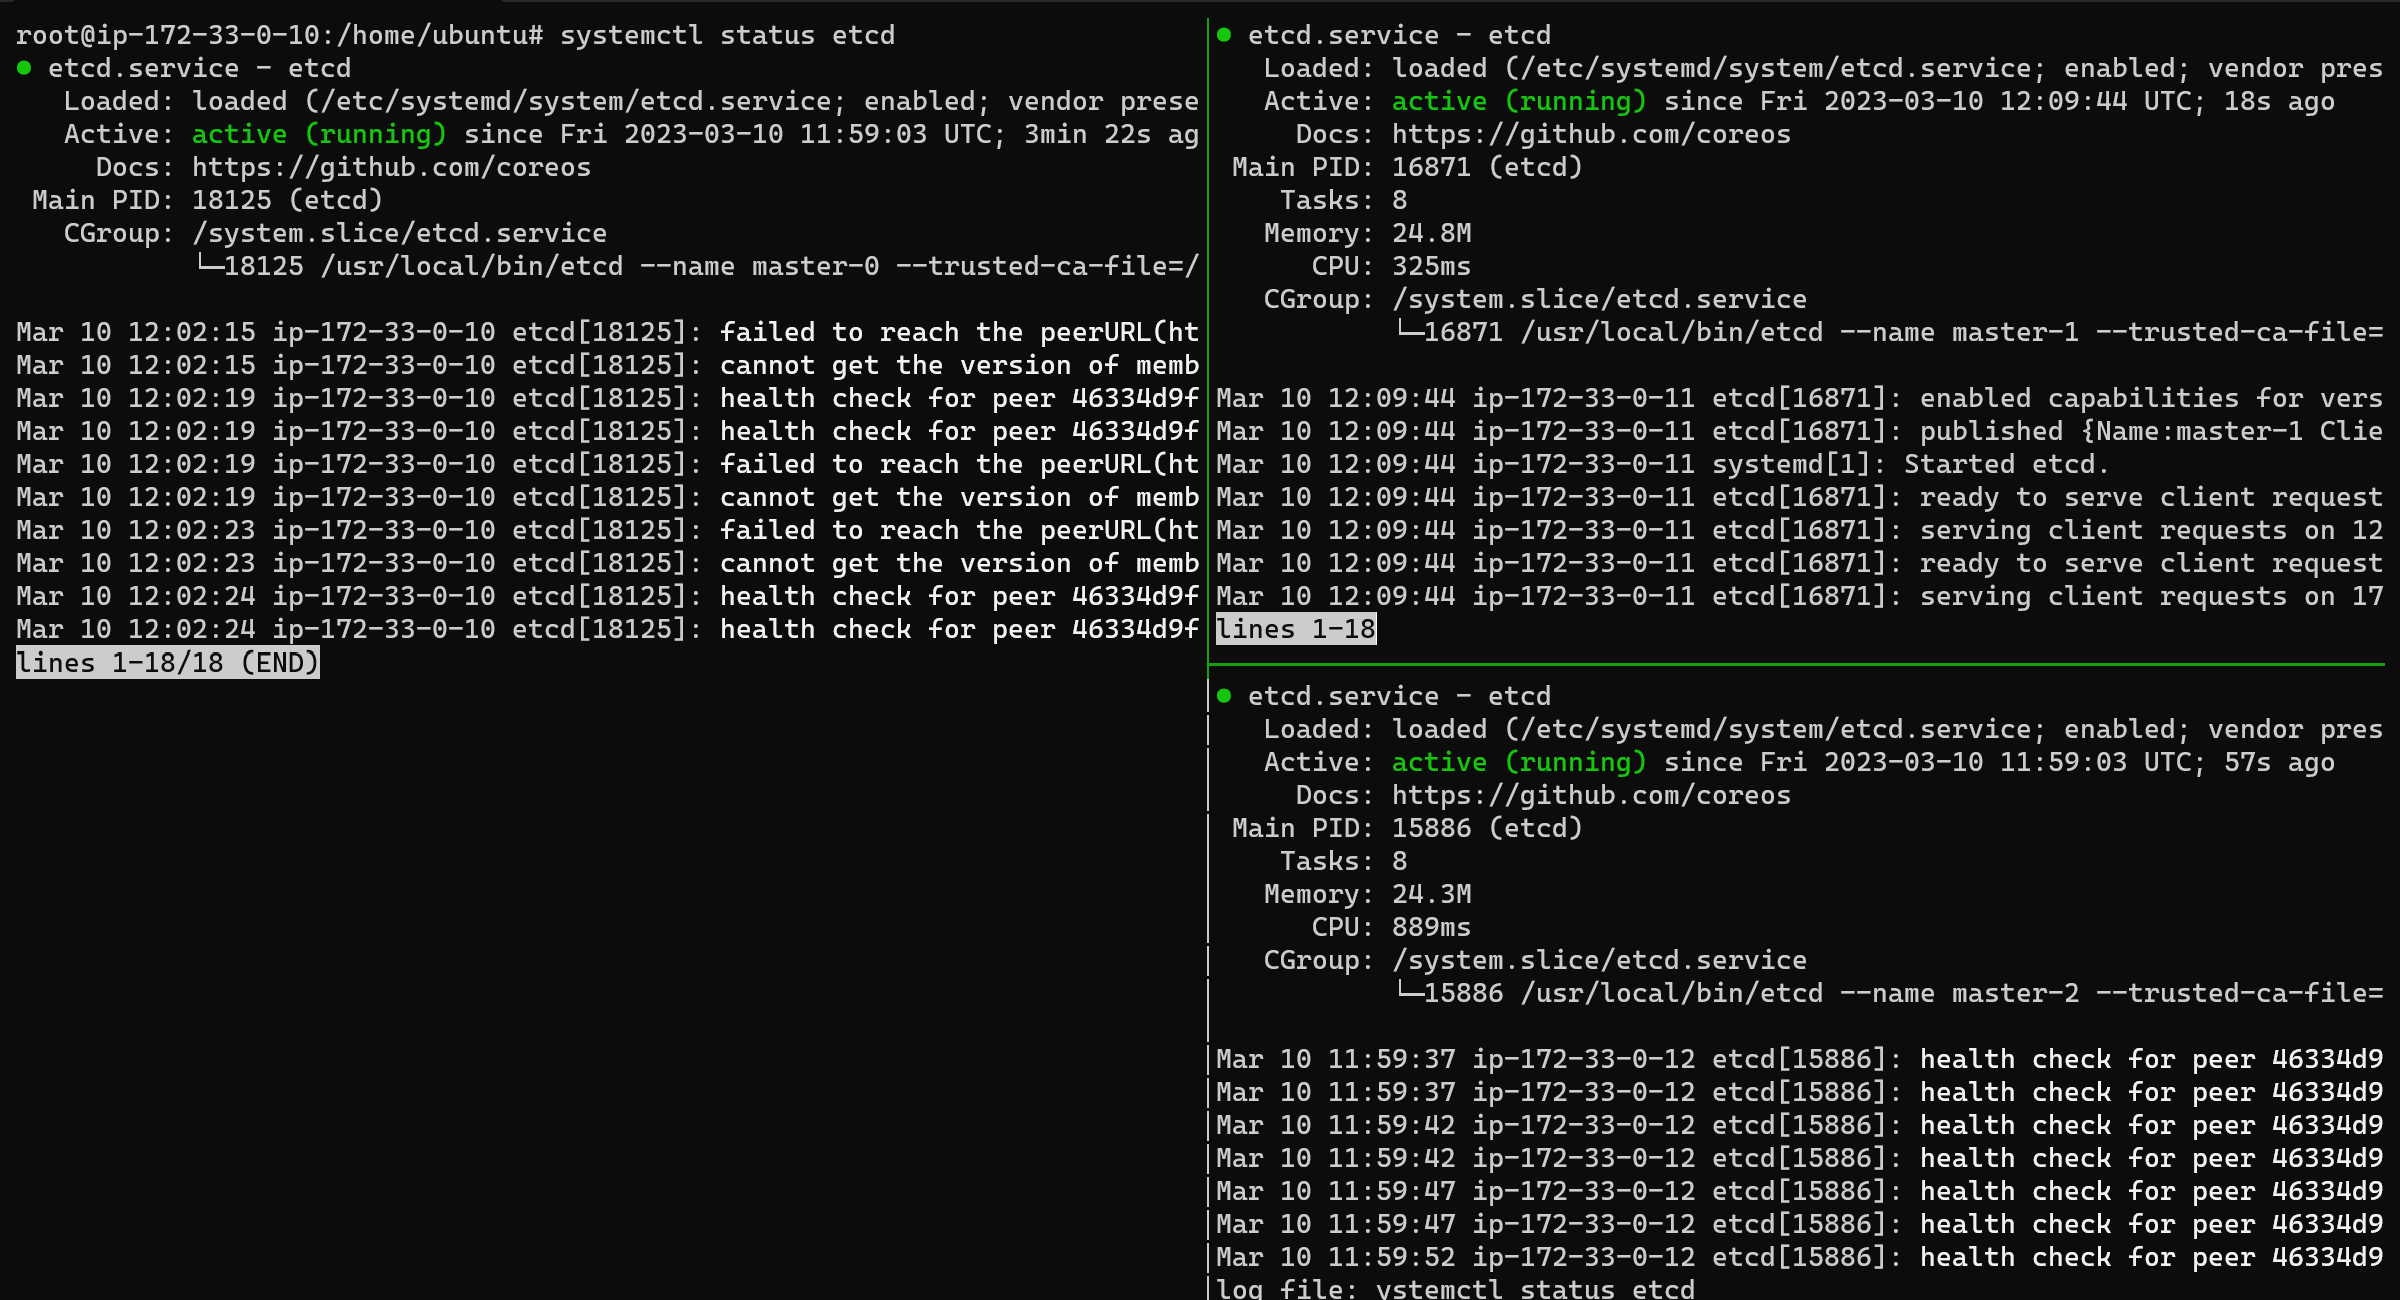 root@ip-172-33-0-10:/home/ubuntu# systemctl status etcd
● etcd.service - etcd
Loaded: loaded (/etc/systemd/system/etcd.service; enabled; vendor prese
Active: active (running) since Fri 2023-03-10 11:59:03 UTC; 3min 22s ag
Docs: https://github.com/coreos
Main PID: 18125 (etcd)
CGroup: /system.slice/etcd.service
└─18125 /usr/local/bin/etcd --name master-0 --trusted-ca-file=/
Mar 10 12:02:15 ip-172-33-0-10 etcd[18125]: failed to reach the peerURL(ht
Mar 10 12:02:15 ip-172-33-0-10 etcd[18125]: cannot get the version of memb
Mar 10 12:02:19 ip-172-33-0-10 etcd[18125]: health check for peer 46334d9f
Mar 10 12:02:19 ip-172-33-0-10 etcd[18125]: health check for peer 46334d9f
Mar 10 12:02:19 ip-172-33-0-10 etcd[18125]: failed to reach the peerURL(ht
Mar 10 12:02:19 ip-172-33-0-10 etcd[18125]: cannot get the version of memb
Mar 10 12:02:23 ip-172-33-0-10 etcd[18125]: failed to reach the peerURL(ht
Mar 10 12:02:23 ip-172-33-0-10 etcd[18125]: cannot get the version of memb
Mar 10 12:02:24 ip-172-33-0-10 etcd[18125]: health check for peer 46334d9f
Mar 10 12:02:24 ip-172-33-0-10 etcd[18125]: health check for peer 46334d9f
lines 1-18/18 (END)
● etcd.service - etcd
Loaded: loaded (/etc/systemd/system/etcd.service; enabled; vendor pres
Active: active (running) since Fri 2023-03-10 12:09:44 UTC; 18s ago
Docs: https://github.com/coreos
Main PID: 16871 (etcd)
Tasks: 8
Memory: 24.8M
CPU: 325ms
CGroup: /system.slice/etcd.service
└─16871 /usr/local/bin/etcd --name master-1 --trusted-ca-file=
Mar 10 12:09:44 ip-172-33-0-11 etcd[16871]: enabled capabilities for vers
Mar 10 12:09:44 ip-172-33-0-11 etcd[16871]: published {Name:master-1 Clie
Mar 10 12:09:44 ip-172-33-0-11 systemd[1]: Started etcd.
Mar 10 12:09:44 ip-172-33-0-11 etcd[16871]: ready to serve client request
Mar 10 12:09:44 ip-172-33-0-11 etcd[16871]: serving client requests on 12
Mar 10 12:09:44 ip-172-33-0-11 etcd[16871]: ready to serve client request
Mar 10 12:09:44 ip-172-33-0-11 etcd[16871]: serving client requests on 17
lines 1-18
● etcd.service - etcd
Loaded: loaded (/etc/systemd/system/etcd.service; enabled; vendor pres
Active: active (running) since Fri 2023-03-10 11:59:03 UTC; 57s ago
Docs: https://github.com/coreos
Main PID: 15886 (etcd)
Tasks: 8
Memory: 24.3M
CPU: 889ms
CGroup: /system.slice/etcd.service
└─15886 /usr/local/bin/etcd --name master-2 --trusted-ca-file=
Mar 10 11:59:37 ip-172-33-0-12 etcd[15886]: health check for peer 46334d9
Mar 10 11:59:37 ip-172-33-0-12 etcd[15886]: health check for peer 46334d9
Mar 10 11:59:42 ip-172-33-0-12 etcd[15886]: health check for peer 46334d9
Mar 10 11:59:42 ip-172-33-0-12 etcd[15886]: health check for peer 46334d9
Mar 10 11:59:47 ip-172-33-0-12 etcd[15886]: health check for peer 46334d9
Mar 10 11:59:47 ip-172-33-0-12 etcd[15886]: health check for peer 46334d9
Mar 10 11:59:52 ip-172-33-0-12 etcd[15886]: health check for peer 46334d9
log file: ystemctl status etcd